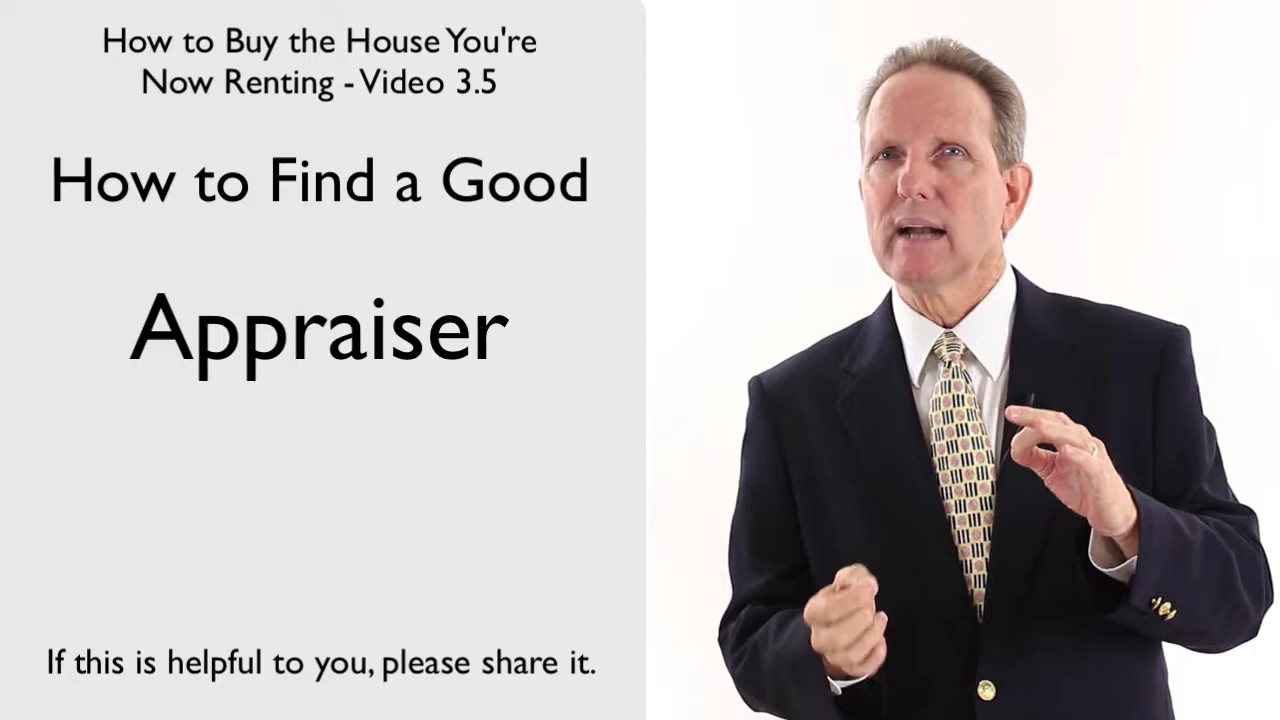 How to Buy the House You're
Now Renting - Video 3.5
How to Find a Good
Appraiser
If this is helpful to you, please share it.